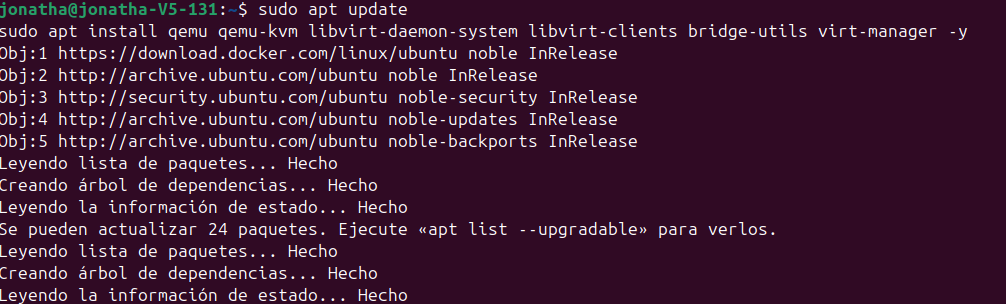 jonatha@jonatha-V5-131:~$ sudo apt update
sudo apt install qemu qemu-kvm libvirt-daemon-system libvirt-clients bridge-utils virt-manager -y
Obj:1 https://download.docker.com/linux/ubuntu noble InRelease
Obj:2 http://archive.ubuntu.com/ubuntu noble InRelease
Obj:3 http://security.ubuntu.com/ubuntu noble-security InRelease
Obj:4 http://archive.ubuntu.com/ubuntu noble-updates InRelease
Obj:5 http://archive.ubuntu.com/ubuntu noble-backports InRelease
Leyendo lista de paquetes... Hecho
Creando árbol de dependencias... Hecho
Leyendo la información de estado... Hecho
Se pueden actualizar 24 paquetes. Ejecute «apt list --upgradable» para verlos.
Leyendo lista de paquetes... Hecho
Creando árbol de dependencias... Hecho
Leyendo la información de estado... Hecho